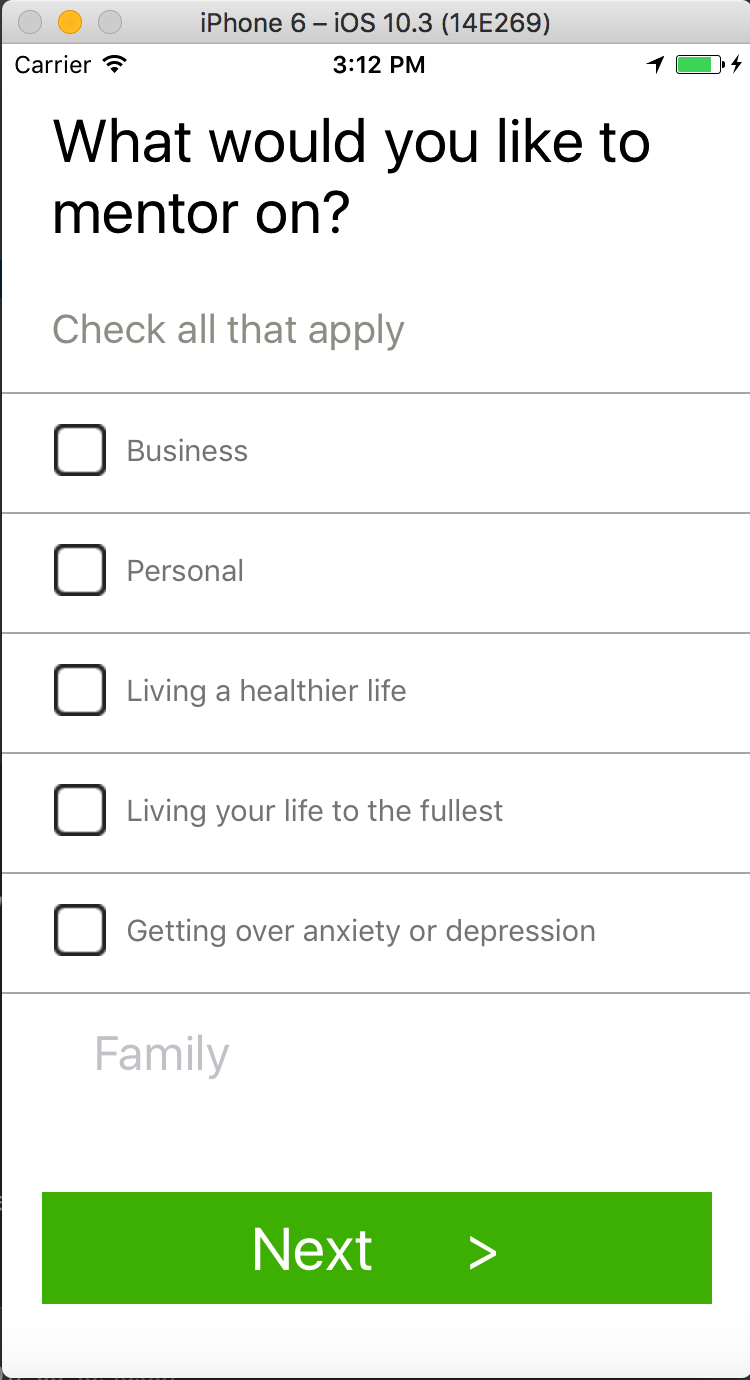 iPhone 6 – iOS 10.3 (14E269)
Carrier 3:12 PM
What would you like to
mentor on?
Check all that apply
Business
Personal
Living a healthier life
Living your life to the fullest
Getting over anxiety or depression
Family
Next >